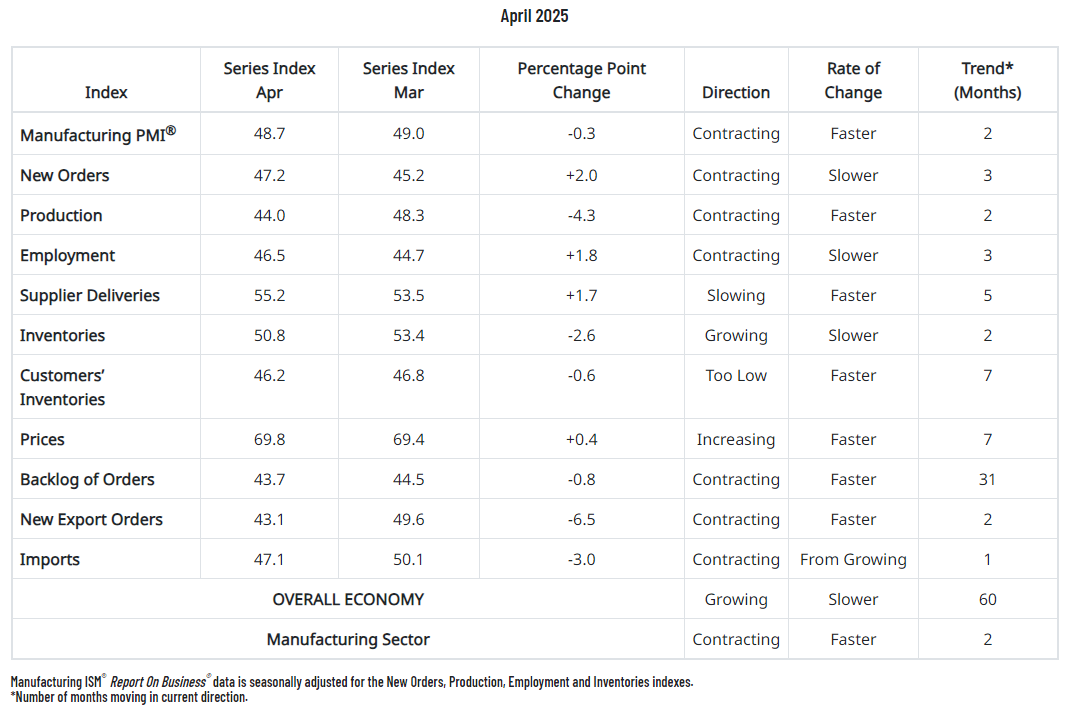 April 2025
Index Series Index Apr Series Index Mar Percentage Point Change Direction Rate of Change Trend* (Months)
Manufacturing PMI® 48.7 49.0 -0.3 Contracting Faster 2
New Orders 47.2 45.2 +2.0 Contracting Slower 3
Production 44.0 48.3 -4.3 Contracting Faster 2
Employment 46.5 44.7 +1.8 Contracting Slower 3
Supplier Deliveries 55.2 53.5 +1.7 Slowing Faster 5
Inventories 50.8 53.4 -2.6 Growing Slower 2
Customers’ Inventories 46.2 46.8 -0.6 Too Low Faster 7
Prices 69.8 69.4 +0.4 Increasing Faster 7
Backlog of Orders 43.7 44.5 -0.8 Contracting Faster 31
New Export Orders 43.1 49.6 -6.5 Contracting Faster 2
Imports 47.1 50.1 -3.0 Contracting From Growing 1
OVERALL ECONOMY Growing Slower 60
Manufacturing Sector Contracting Faster 2
Manufacturing ISM® Report On Business® data is seasonally adjusted for the New Orders, Production, Employment and Inventories indexes.
*Number of months moving in current direction.